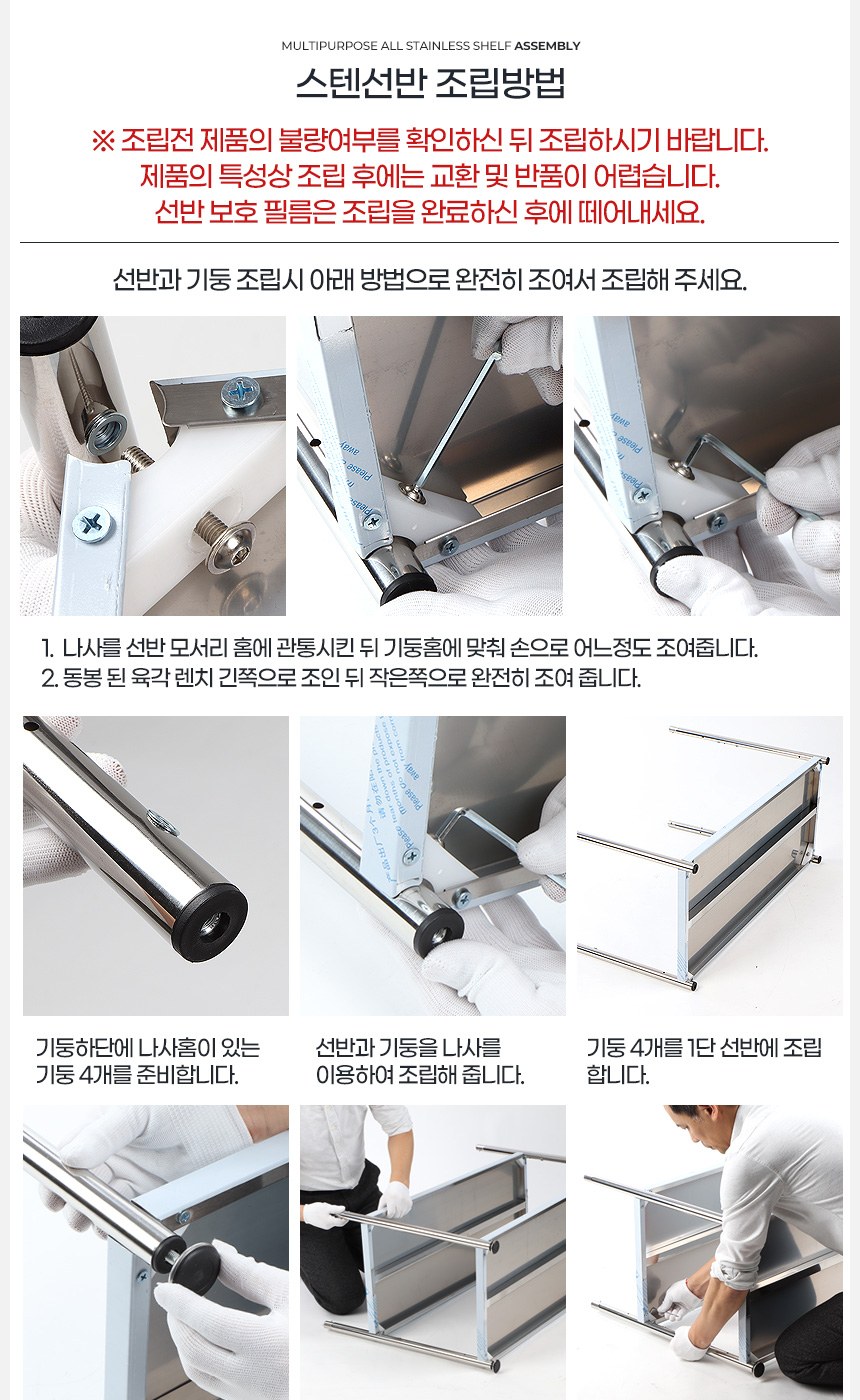 MULTIPURPOSE ALL STAINLESS SHELF ASSEMBLY
스텐선반 조립방법
※ 조립전 제품의 불량여부를 확인하신 뒤 조립하시기 바랍니다.
제품의 특성상 조립 후에는 교환 및 반품이 어렵습니다.
선반 보호 필름은 조립을 완료하신 후에 떼어내세요.
선반과 기둥 조립시 아래 방법으로 완전히 조여서 조립해 주세요.
away
Please
away
Please
1. 나사를 선반 모서리 홈에 관통시킨 뒤 기둥홈에 맞춰 손으로 어느정도 조여줍니다.
2. 동봉 된 육각 렌치 긴쪽으로 조인 뒤 작은쪽으로 완전히 조여 줍니다.
away
Please
기둥하단에 나사홈이 있는
기둥 4개를 준비합니다.
선반과 기둥을 나사를
이용하여 조립해 줍니다.
기둥 4개를 1단 선반에 조립
합니다.